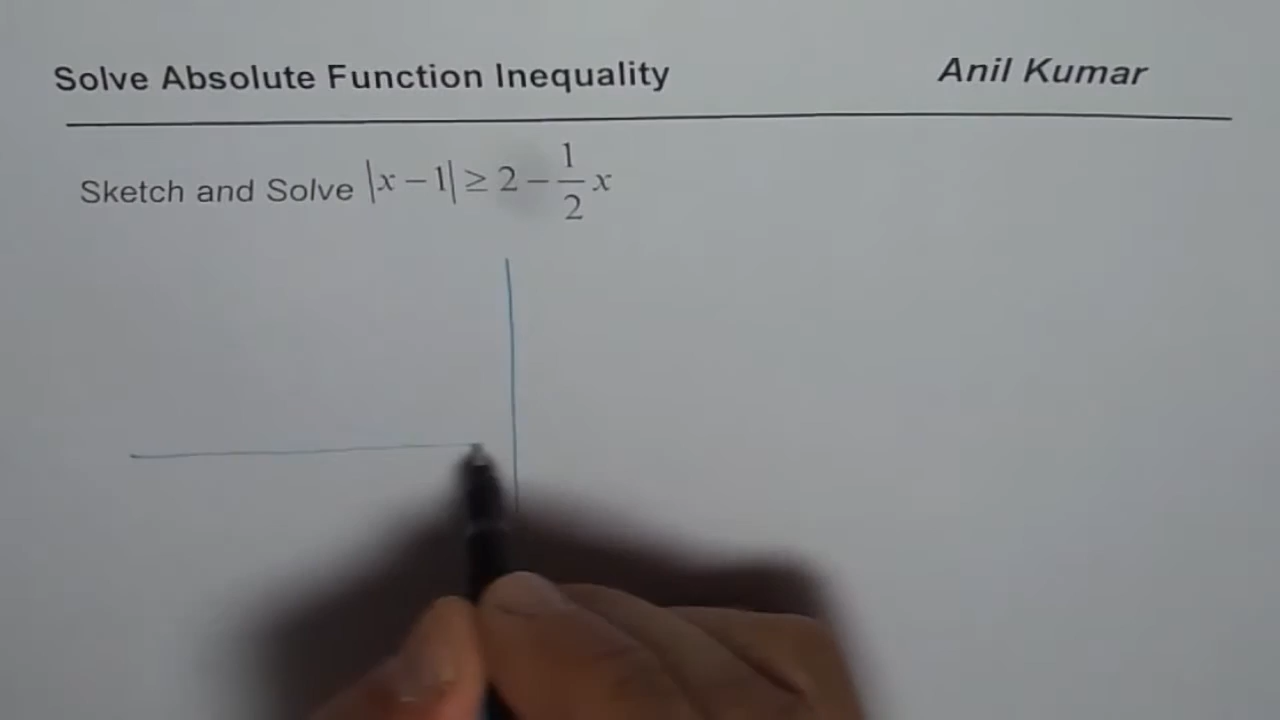 Solve Absolute Function Inequality Anil Kumar
Sketch and Solve |x − 1| ≥ 2 − 1/2 x